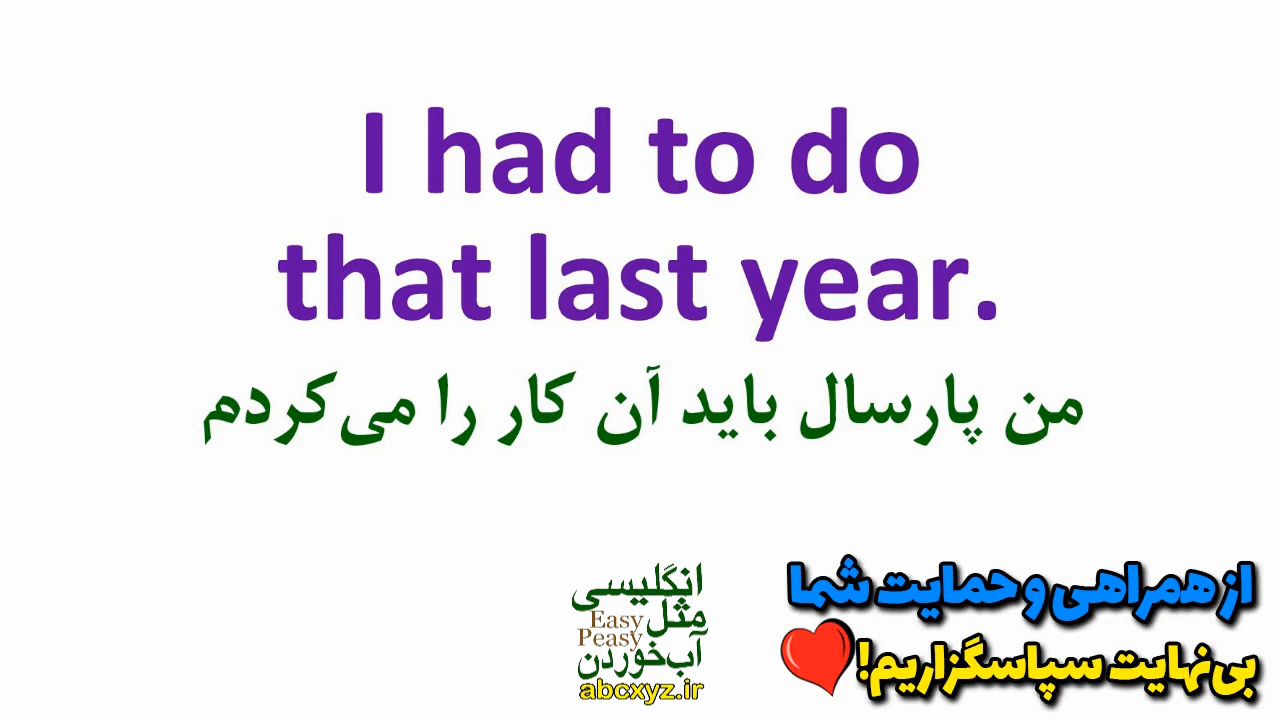 I had to do
that last year.
من پارسال باید آن کار را می‌کردم
انگلیسی
مثل
Easy
Peasy
آب‌خوردن
abcxyz.ir
از همراهی و حمایت شما
بی‌نهایت سپاسگزاریم!